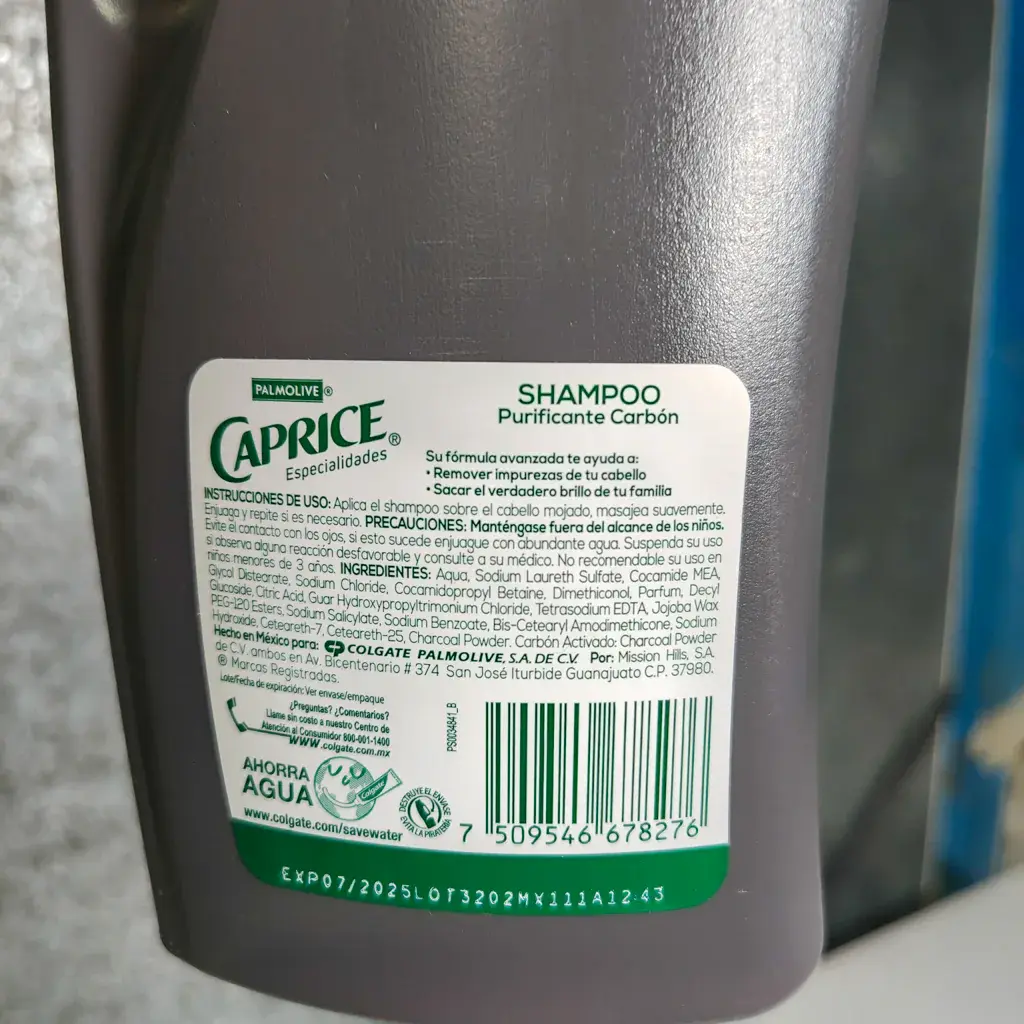 PALMOLIVE®
CAPRICE®
Especialidades
SHAMPOO
Purificante Carbón
Su fórmula avanzada te ayuda a:
• Remover impurezas de tu cabello
• Sacar el verdadero brillo de tu familia
INSTRUCCIONES DE USO: Aplica el shampoo sobre el cabello mojado, masajea suavemente.
Enjuaga y repite si es necesario. PRECAUCIONES: Manténgase fuera del alcance de los niños.
Evite el contacto con los ojos, si esto sucede enjuague con abundante agua. Suspenda su uso
si observa alguna reacción desfavorable y consulte a su médico. No recomendable su uso en
niños menores de 3 años. INGREDIENTES: Aqua, Sodium Laureth Sulfate, Cocamide MEA,
Glycol Distearate, Sodium Chloride, Cocamidopropyl Betaine, Dimethiconol, Parfum, Decyl
Glucoside, Citric Acid, Guar Hydroxypropyltrimonium Chloride, Tetrasodium EDTA, Jojoba Wax
PEG-120 Esters, Sodium Salicylate, Sodium Benzoate, Bis-Cetearyl Amodimethicone, Sodium
Hydroxide, Ceteareth-7, Ceteareth-25, Charcoal Powder. Carbón Activado: Charcoal Powder
Hecho en México para: COLGATE PALMOLIVE, S.A. DE C.V. Por: Mission Hills, S.A.
de C.V. ambos en Av. Bicentenario # 374 San José Iturbide Guanajuato C.P. 37980.
® Marcas Registradas.
Lote/Fecha de expiración: Ver envase/empaque
¿Preguntas? ¿Comentarios?
Llame sin costo a nuestro Centro de
Atención al Consumidor 800-001-1400
www.colgate.com.mx
PS0034841_B
AHORRA
AGUA
Colgate
www.colgate.com/savewater
DESTRUYE EL ENVASE
EVITA LA PIRATERÍA
7 509546 678276
EXP07/2025LOT3202MX111A12:43